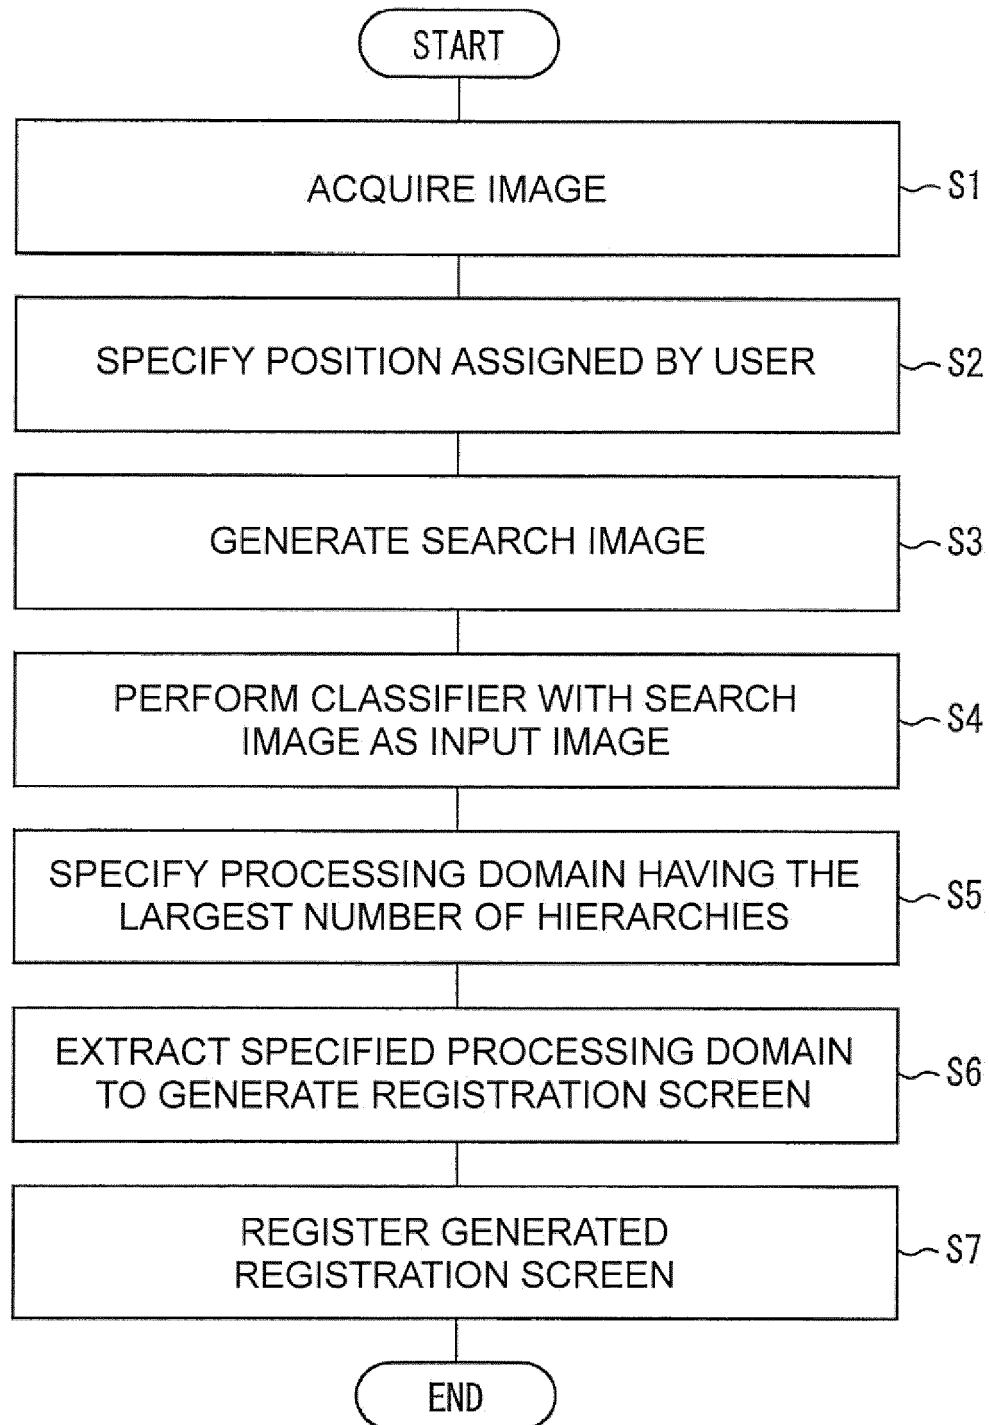 START
ACQUIRE IMAGE
S1
SPECIFY POSITION ASSIGNED BY USER
S2
GENERATE SEARCH IMAGE
S3
PERFORM CLASSIFIER WITH SEARCH
IMAGE AS INPUT IMAGE
S4
SPECIFY PROCESSING DOMAIN HAVING THE
LARGEST NUMBER OF HIERARCHIES
S5
EXTRACT SPECIFIED PROCESSING DOMAIN
TO GENERATE REGISTRATION SCREEN
S6
REGISTER GENERATED
REGISTRATION SCREEN
S7
END